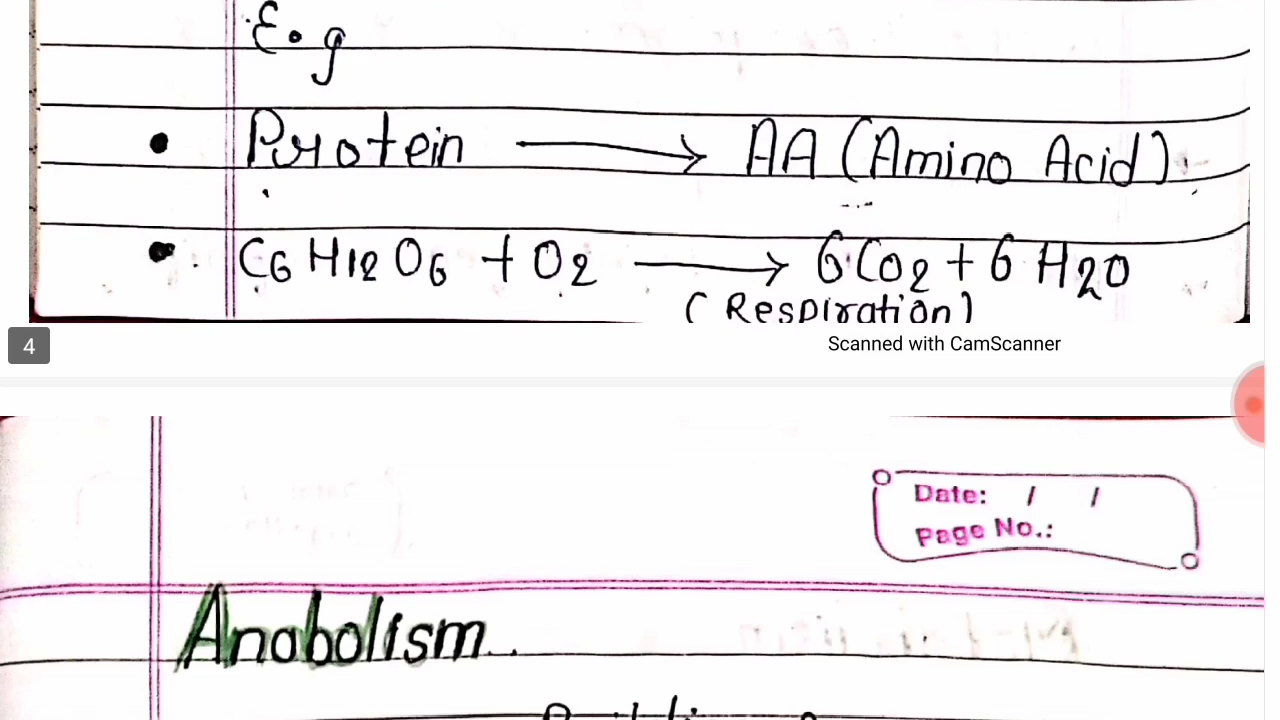 E.g
• Protein ⟶ AA (Amino Acid)
• C6H12O6 + O2 ⟶ 6CO2 + 6H2O
(Respiration)
4
Scanned with CamScanner
Date: / /
Page No.:
Anabolism